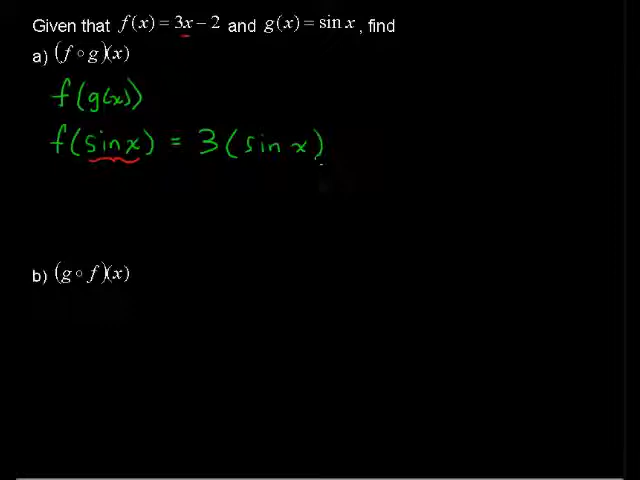 Given that f(x) = 3x − 2 and g(x) = sin x, find
a) (f ∘ g)(x)
f(g(x))
f(sin x) = 3(sin x)
b) (g ∘ f)(x)